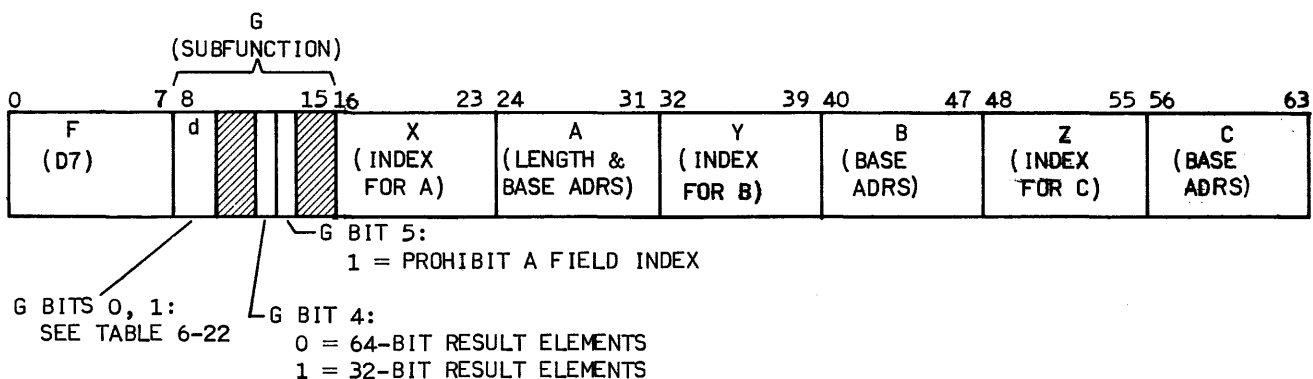 G
(SUBFUNCTION)
0 7 8 15 16 23 24 31 32 39 40 47 48 55 56 63
F d X A Y B Z C
(D7) (INDEX (LENGTH & (INDEX (BASE (INDEX (BASE
FOR A) BASE ADRS) FOR B) ADRS) FOR C) ADRS)
G BIT 5:
1 = PROHIBIT A FIELD INDEX
G BITS 0, 1:
SEE TABLE 6-22
G BIT 4:
0 = 64-BIT RESULT ELEMENTS
1 = 32-BIT RESULT ELEMENTS